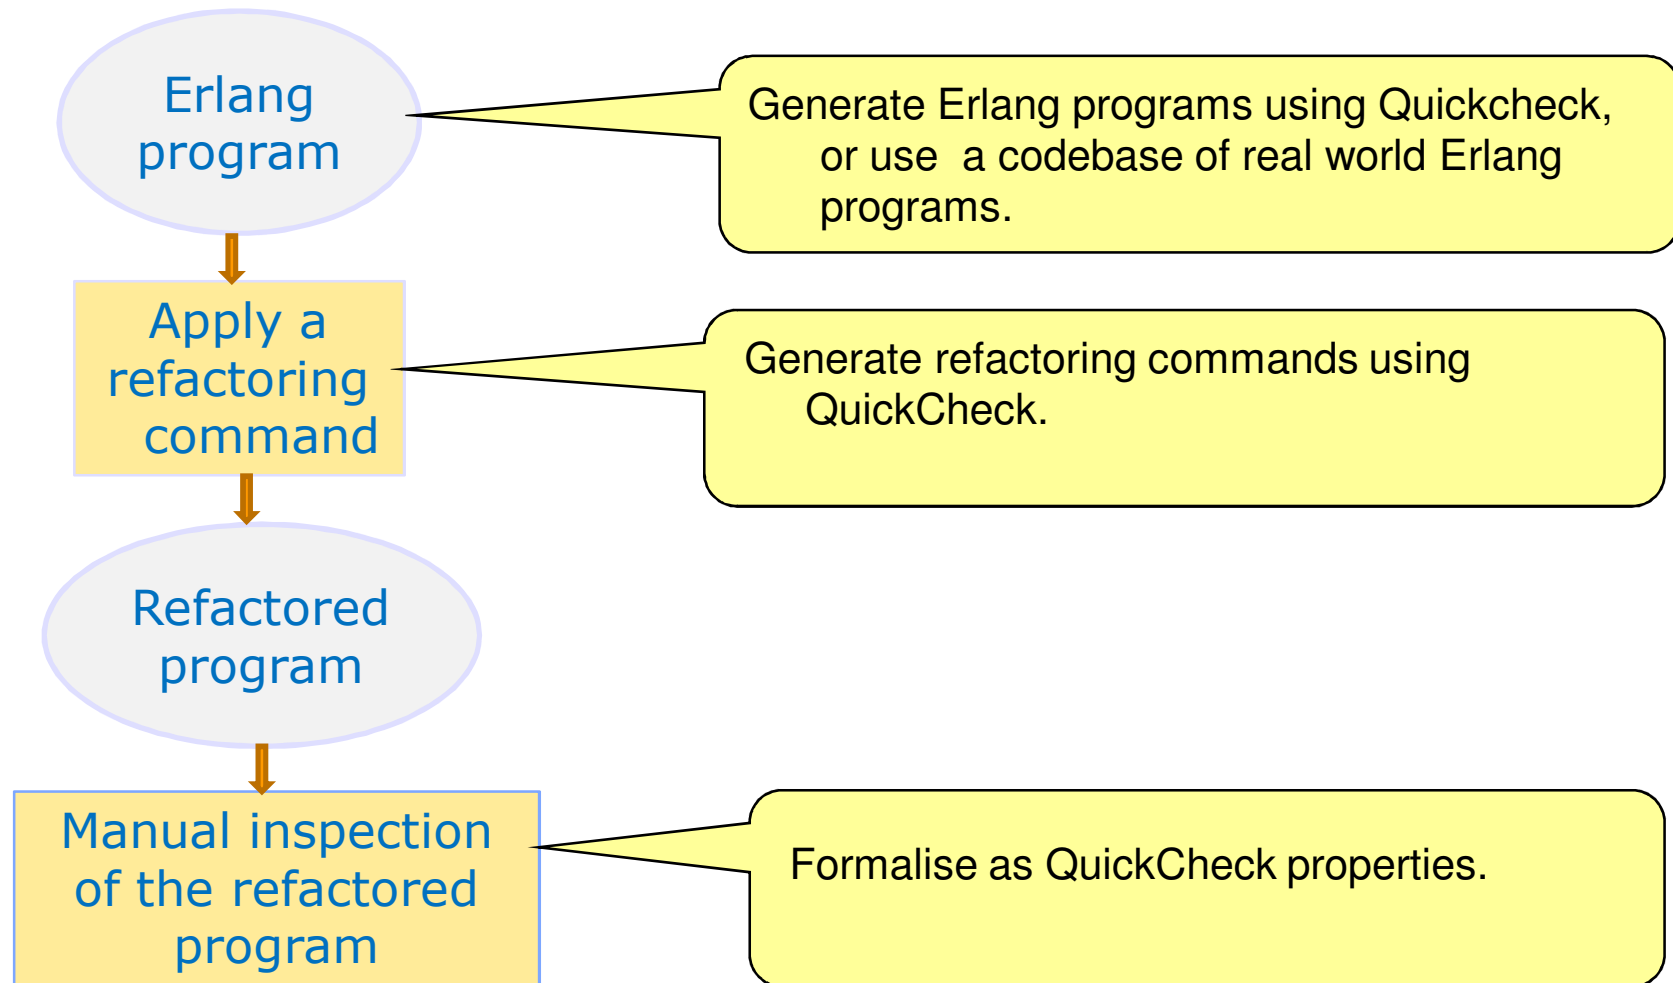 Erlang
program
Generate Erlang programs using Quickcheck,
or use  a codebase of real world Erlang
programs.
Apply a
refactoring
command
Generate refactoring commands using
QuickCheck.
Refactored
program
Manual inspection
of the refactored
program
Formalise as QuickCheck properties.